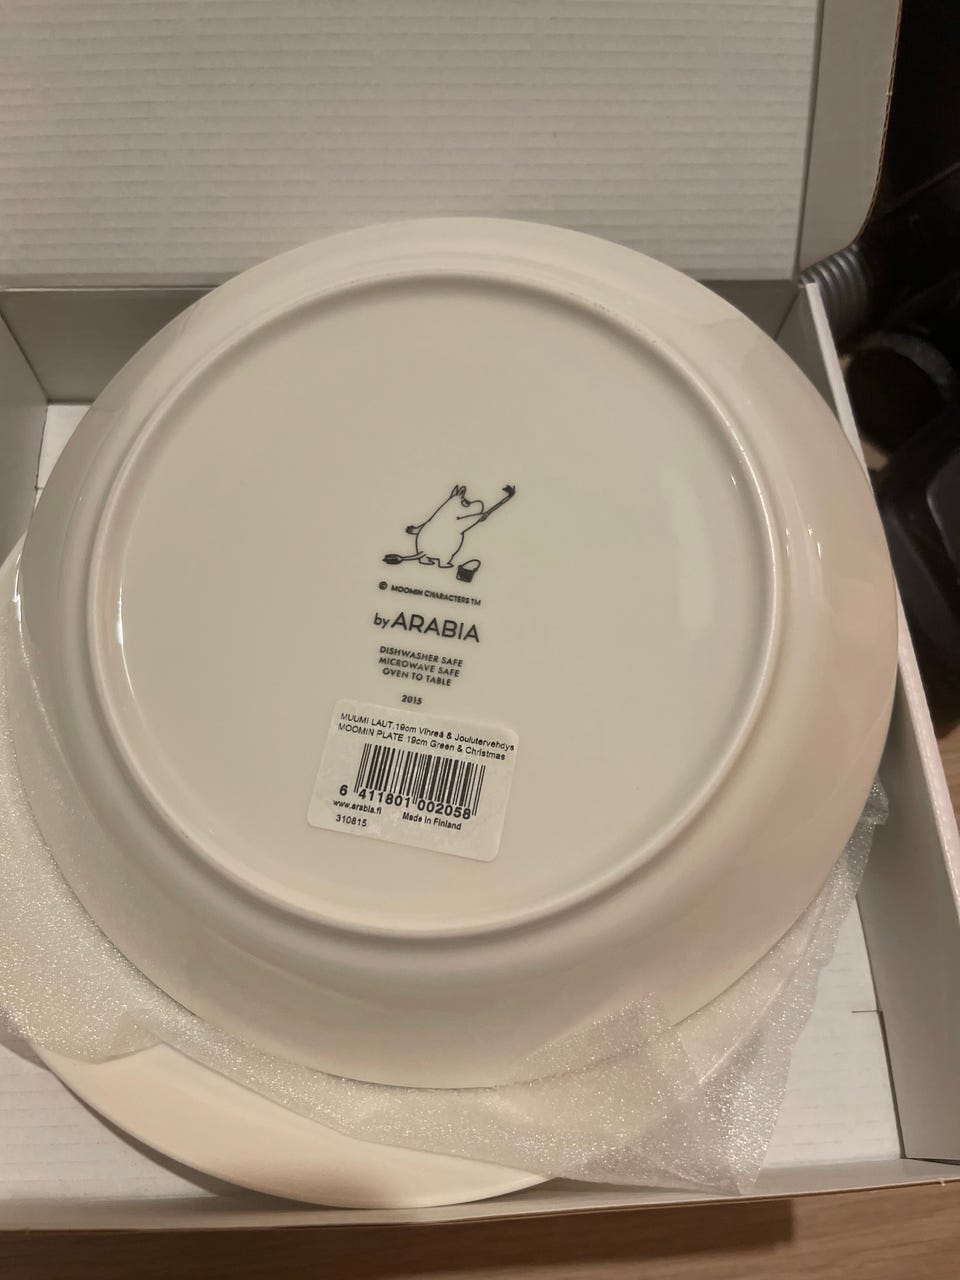 © MOOMIN CHARACTERS TM
by ARABIA
DISHWASHER SAFE
MICROWAVE SAFE
OVEN TO TABLE
2015
MUUMI LAUT.19cm Vihreä & Joulutervehdys
MOOMIN PLATE 19cm Green & Christmas
6 411801 002058
www.arabia.fi Made in Finland
310815